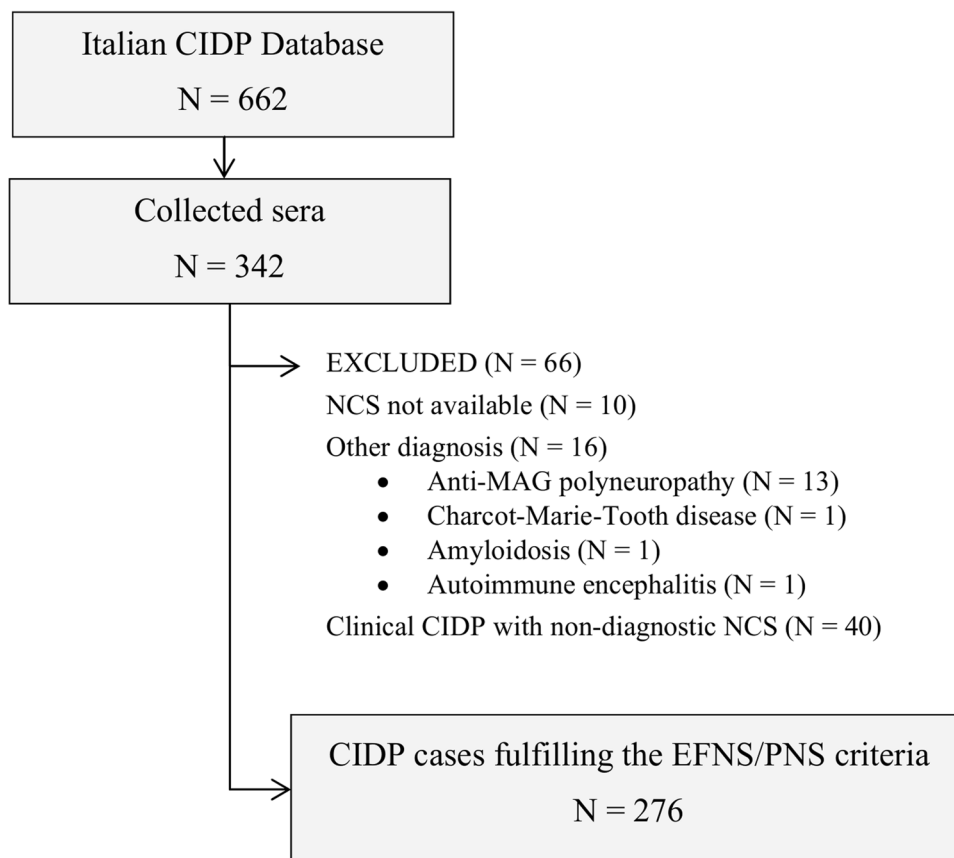 Italian CIDP Database
N = 662
Collected sera
N = 342
EXCLUDED (N = 66)
NCS not available (N = 10)
Other diagnosis (N = 16)
• Anti-MAG polyneuropathy (N = 13)
• Charcot-Marie-Tooth disease (N = 1)
• Amyloidosis (N = 1)
• Autoimmune encephalitis (N = 1)
Clinical CIDP with non-diagnostic NCS (N = 40)
CIDP cases fulfilling the EFNS/PNS criteria
N = 276